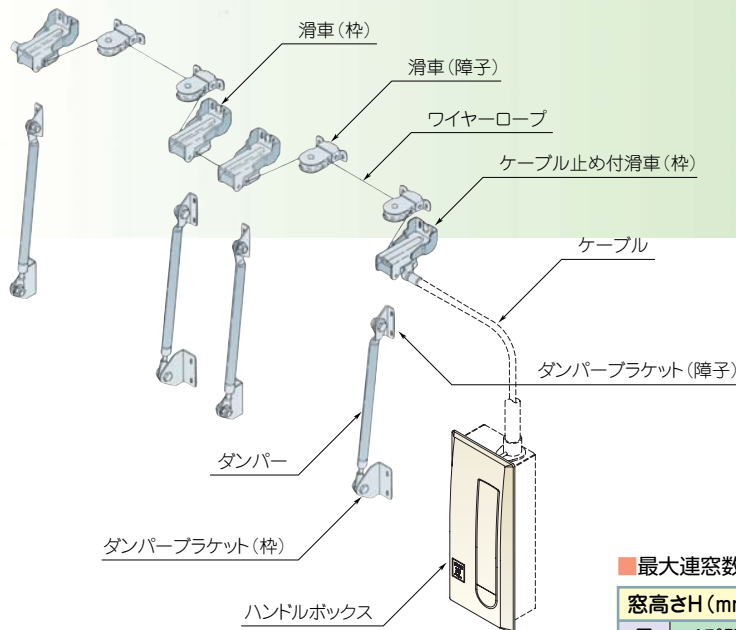 滑車（枠）
滑車（障子）
ワイヤーロープ
ケーブル止め付滑車（枠）
ケーブル
ダンパーブラケット（障子）
ダンパー
ダンパーブラケット（枠）
ハンドルボックス
■最大連窓数
窓高さH（mm